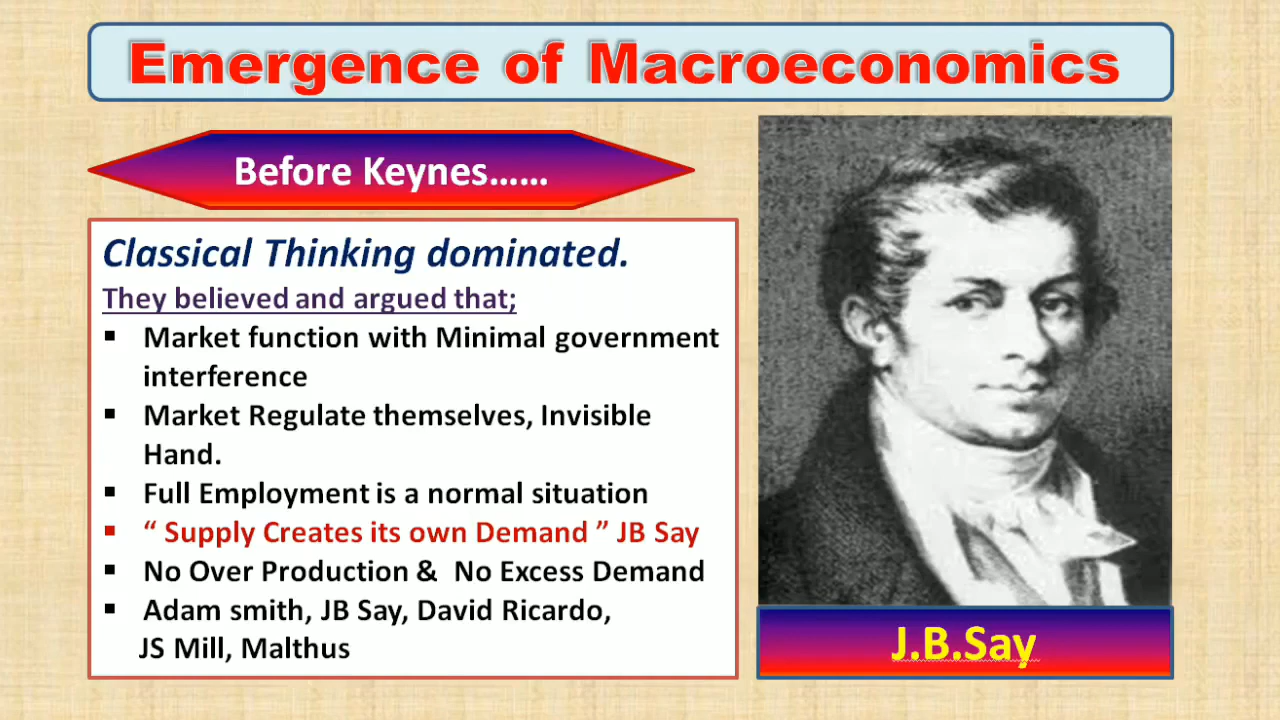 Emergence of Macroeconomics
Before Keynes......
Classical Thinking dominated.
They believed and argued that;
▪ Market function with Minimal government
interference
▪ Market Regulate themselves, Invisible
Hand.
▪ Full Employment is a normal situation
▪ “ Supply Creates its own Demand ” JB Say
▪ No Over Production & No Excess Demand
▪ Adam smith, JB Say, David Ricardo,
JS Mill, Malthus
J.B.Say